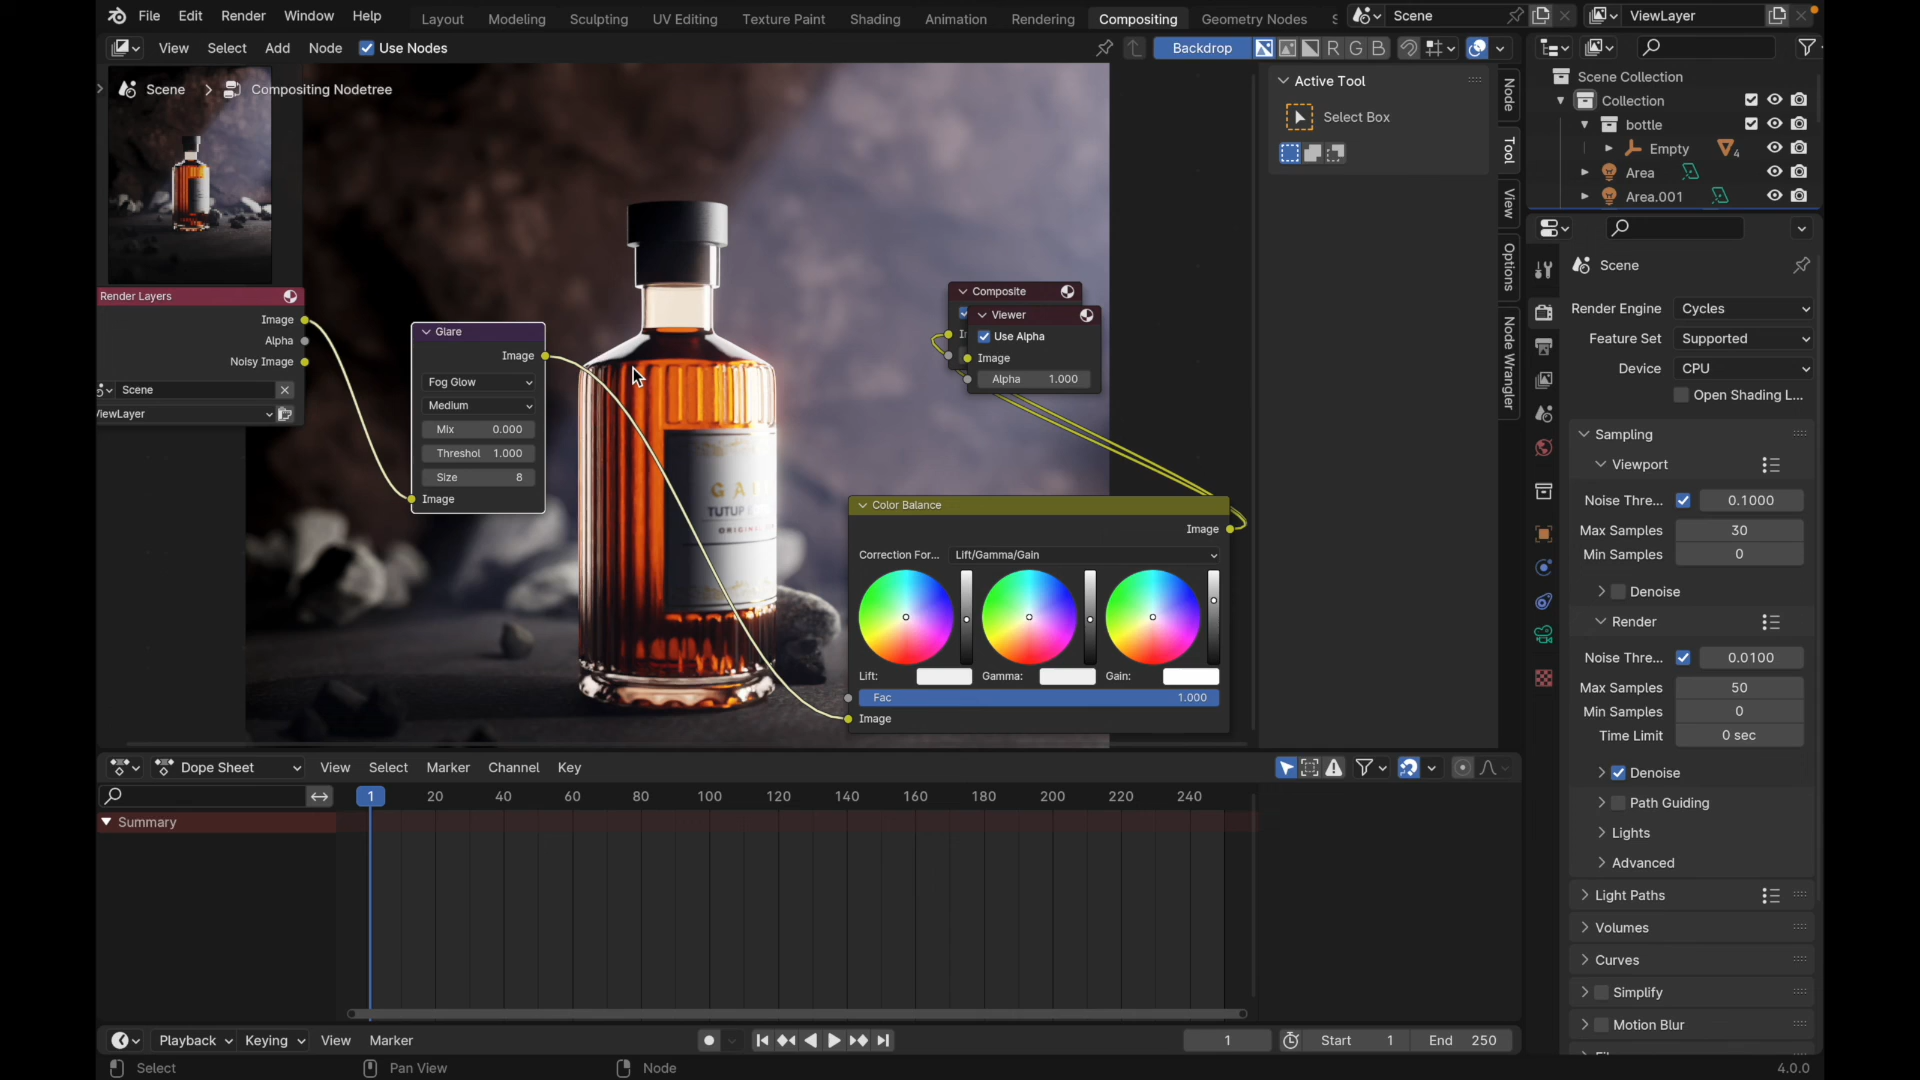 File Edit Render Window Help
Layout Modeling Sculpting UV Editing Texture Paint Shading Animation Rendering Compositing Geometry Nodes
Scene
ViewLayer
View Select Add Node Use Nodes
Backdrop
R G B
Scene > Compositing Nodetree
Active Tool
Select Box
Node
Tool
View
Options
Node Wrangler
Scene Collection
Collection
bottle
Empty
4
Area
Area.001
Render Layers
Image
Alpha
Noisy Image
Scene
ViewLayer
Glare
Image
Fog Glow
Medium
Mix 0.000
Threshol 1.000
Size 8
Image
Composite
Viewer
Use Alpha
Image
Alpha 1.000
TUTUP
ORIGIN
Color Balance
Image
Correction For... Lift/Gamma/Gain
Lift: Gamma: Gain:
Fac 1.000
Image
Scene
Render Engine Cycles
Feature Set Supported
Device CPU
Open Shading L...
Sampling
Viewport
Noise Thre... 0.1000
Max Samples 30
Min Samples 0
Denoise
Render
Noise Thre... 0.0100
Max Samples 50
Min Samples 0
Time Limit 0 sec
Denoise
Path Guiding
Lights
Advanced
Light Paths
Volumes
Curves
Simplify
Motion Blur
Dope Sheet View Select Marker Channel Key
1 20 40 60 80 100 120 140 160 180 200 220 240
Summary
Playback Keying View Marker
1 Start 1 End 250
Select Pan View Node 4.0.0